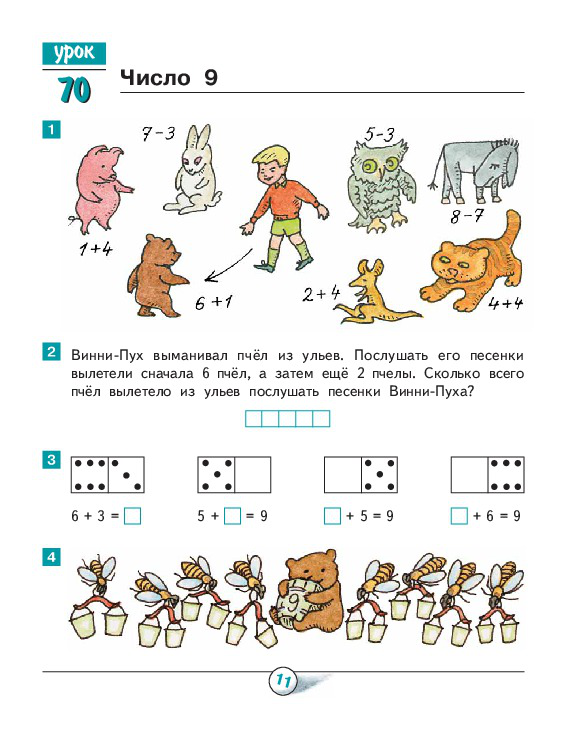 урок
70
Число 9
1
7-3
5-3
8-7
1+4
6+1
2+4
4+4
2
Винни-Пух выманивал пчёл из ульев. Послушать его песенки
вылетели сначала 6 пчёл, а затем ещё 2 пчелы. Сколько всего
пчёл вылетело из ульев послушать песенки Винни-Пуха?
3
6 + 3 = □
5 + □ = 9
□ + 5 = 9
□ + 6 = 9
4
11